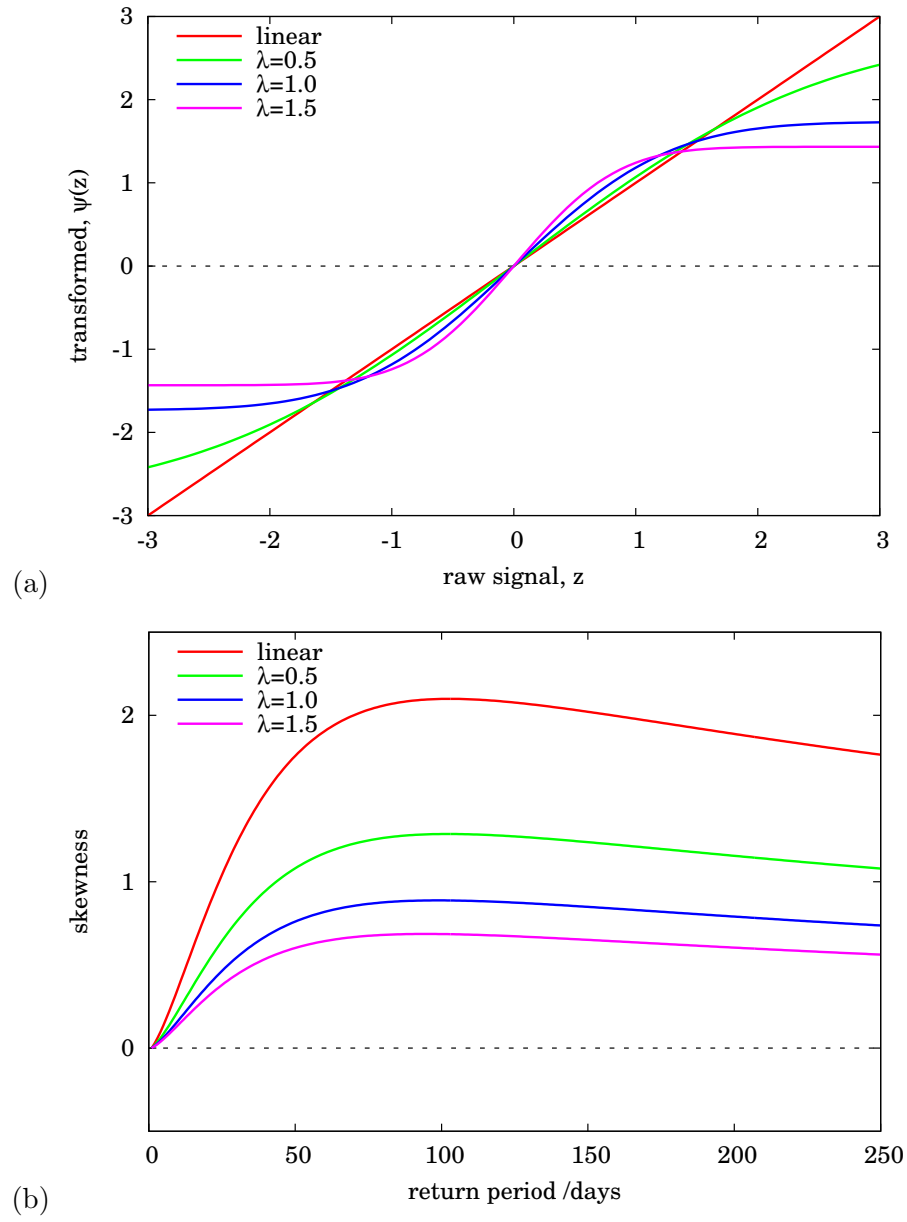 3
2
1
0
-1
-2
-3
-3 -2 -1 0 1 2 3
transformed, ψ(z)
raw signal, z
linear
λ=0.5
λ=1.0
λ=1.5
(a)
2
1
0
0 50 100 150 200 250
skewness
return period /days
linear
λ=0.5
λ=1.0
λ=1.5
(b)